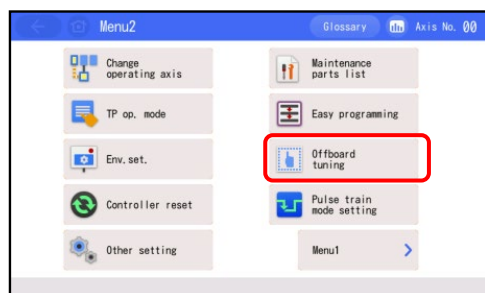 Menu2
Glossary
Axis No. 00
Change
operating axis
Maintenance
parts list
TP op. mode
Easy programming
Env. set.
Offboard
tuning
Controller reset
Pulse train
mode setting
Other setting
Menu1